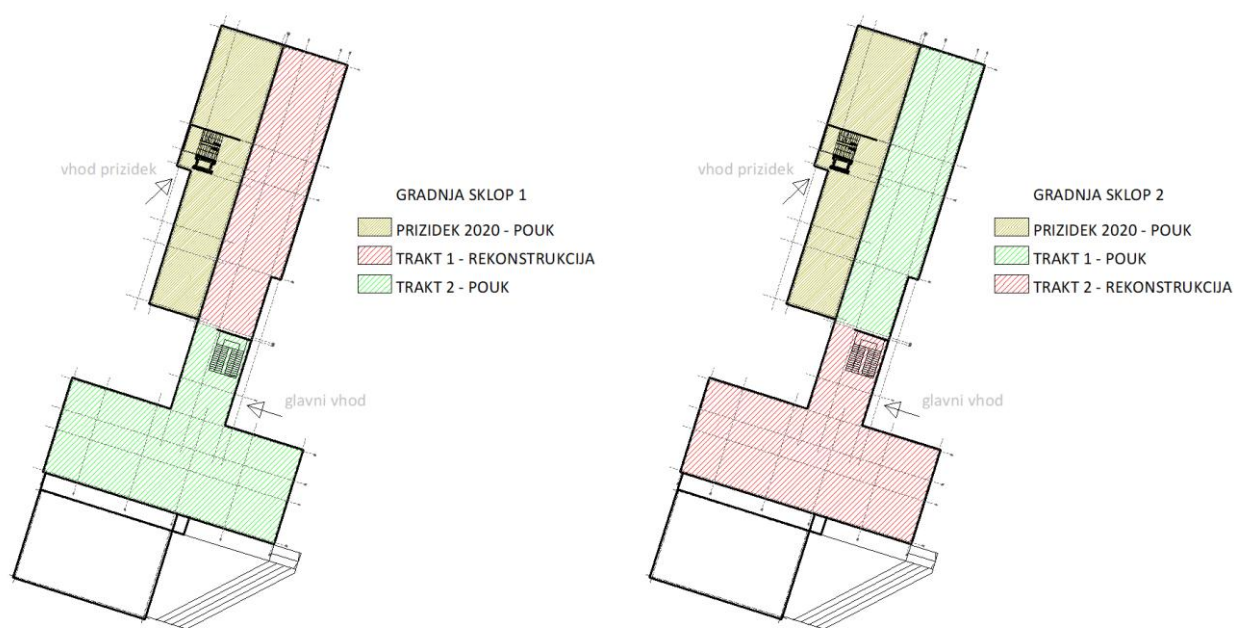 vhod prizidek
GRADNJA SKLOP 1
PRIZIDEK 2020 - POUK
TRAKT 1 - REKONSTRUKCIJA
TRAKT 2 - POUK
glavni vhod
vhod prizidek
GRADNJA SKLOP 2
PRIZIDEK 2020 - POUK
TRAKT 1 - POUK
TRAKT 2 - REKONSTRUKCIJA
glavni vhod